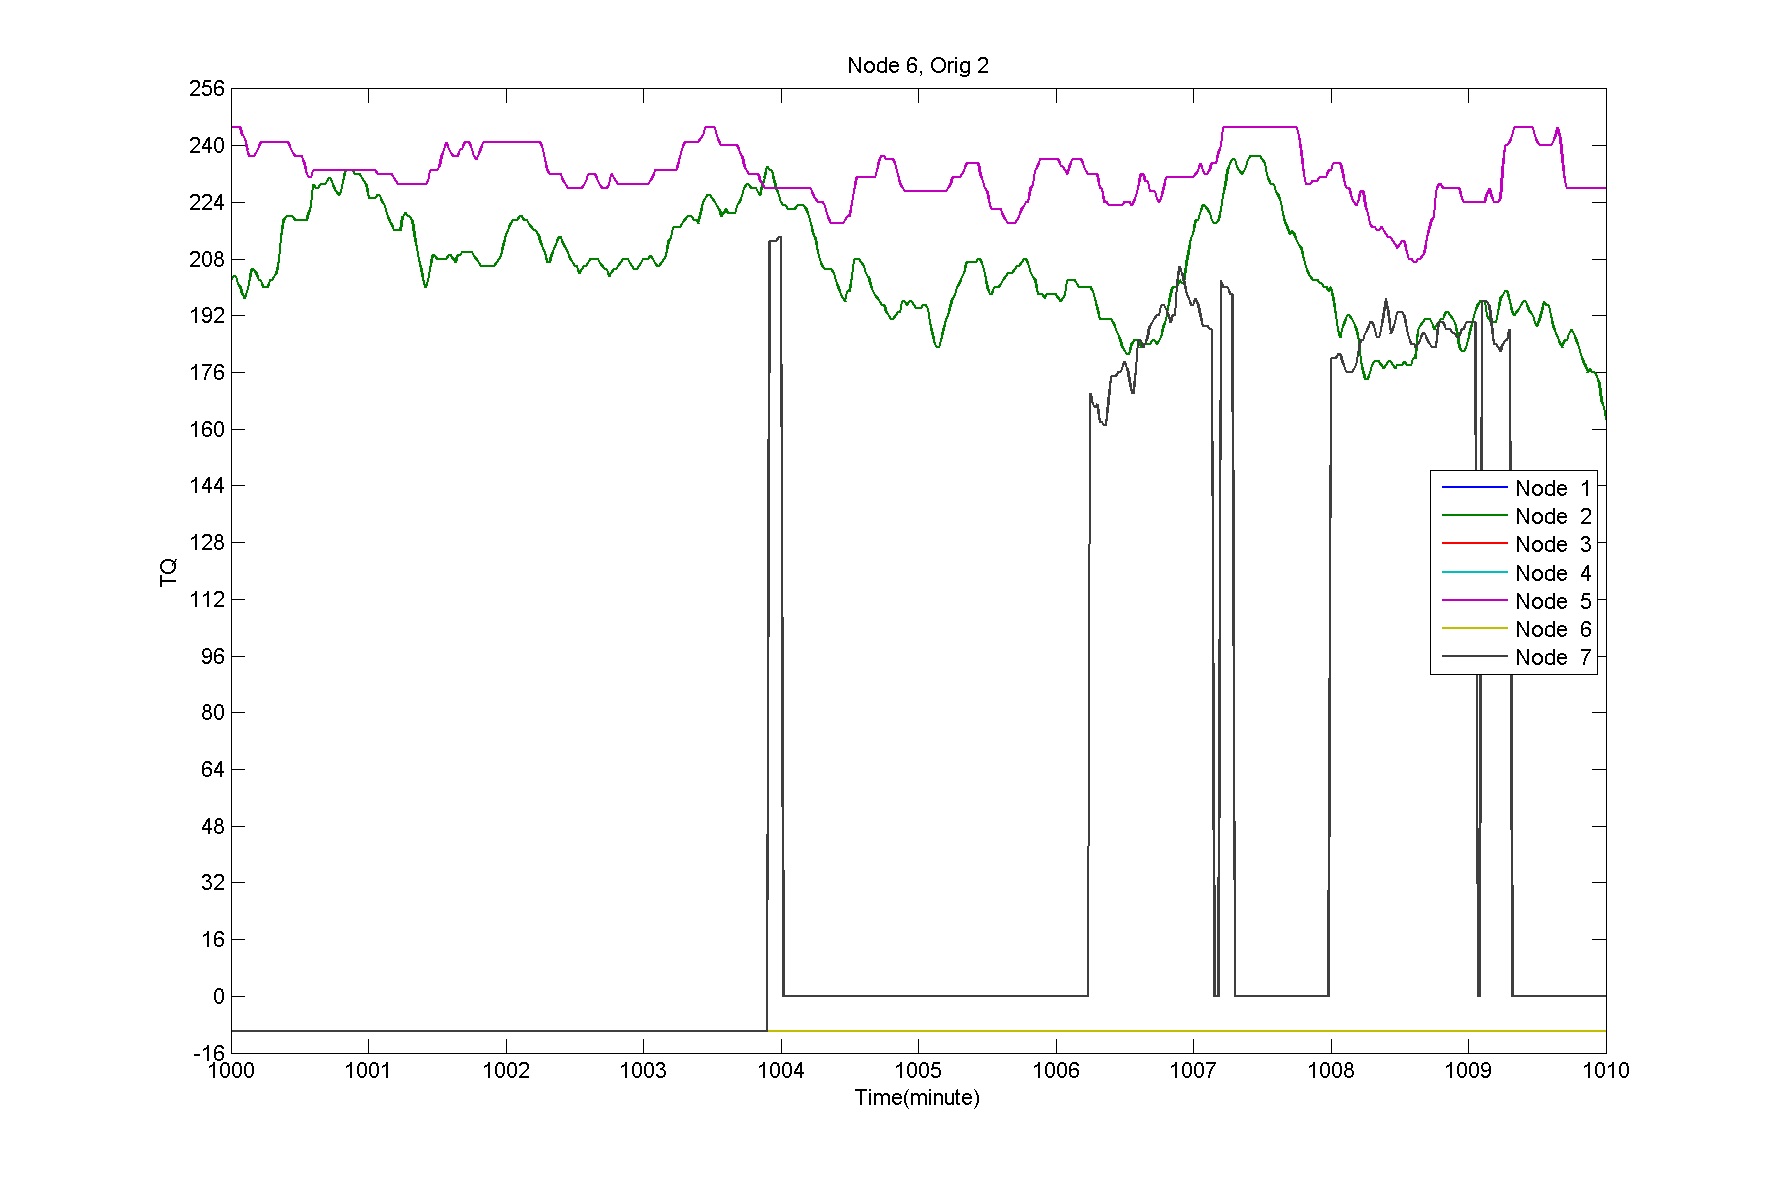 Node 6, Orig 2
256
240
224
208
192
176
160
144
128
112
96
80
64
48
32
16
0
-16
TQ
Node 1
Node 2
Node 3
Node 4
Node 5
Node 6
Node 7
1000 1001 1002 1003 1004 1005 1006 1007 1008 1009 1010
Time(minute)